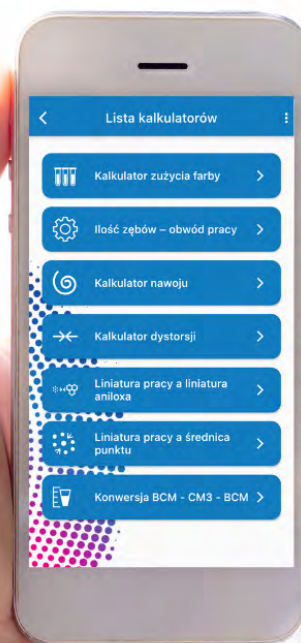 Lista kalkulatorów
Kalkulator zużycia farby
Ilość zębów – obwód pracy
Kalkulator nawoju
Kalkulator dystorsji
Liniatura pracy a liniatura
aniloxa
Liniatura pracy a średnica
punktu
Konwersja BCM - CM3 - BCM